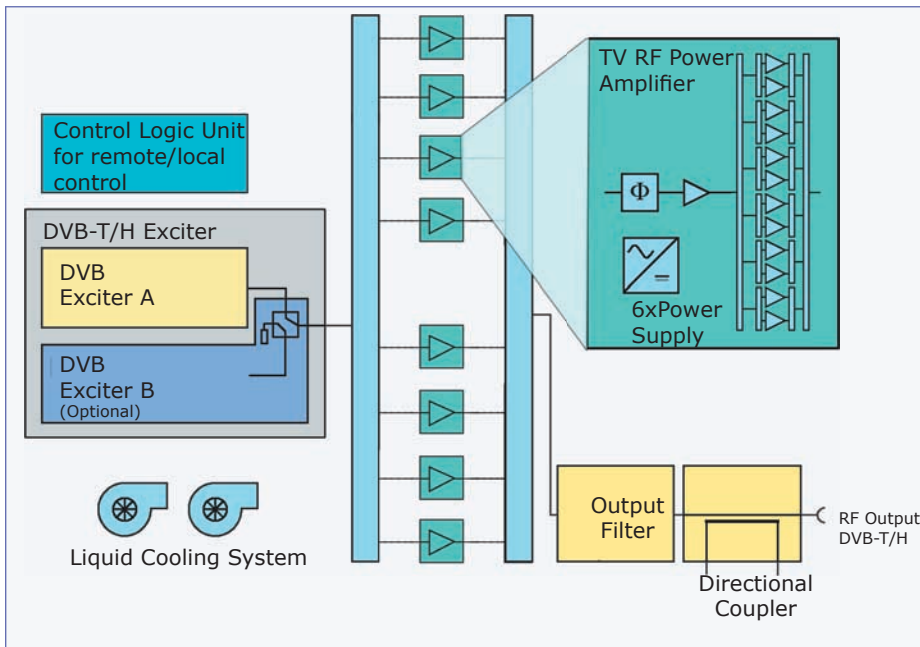 TV RF Power
Amplifier
Φ
6xPower
Supply
Control Logic Unit
for remote/local
control
DVB-T/H Exciter
DVB
Exciter A
DVB
Exciter B
(Optional)
Liquid Cooling System
Output
Filter
Directional
Coupler
RF Output
DVB-T/H